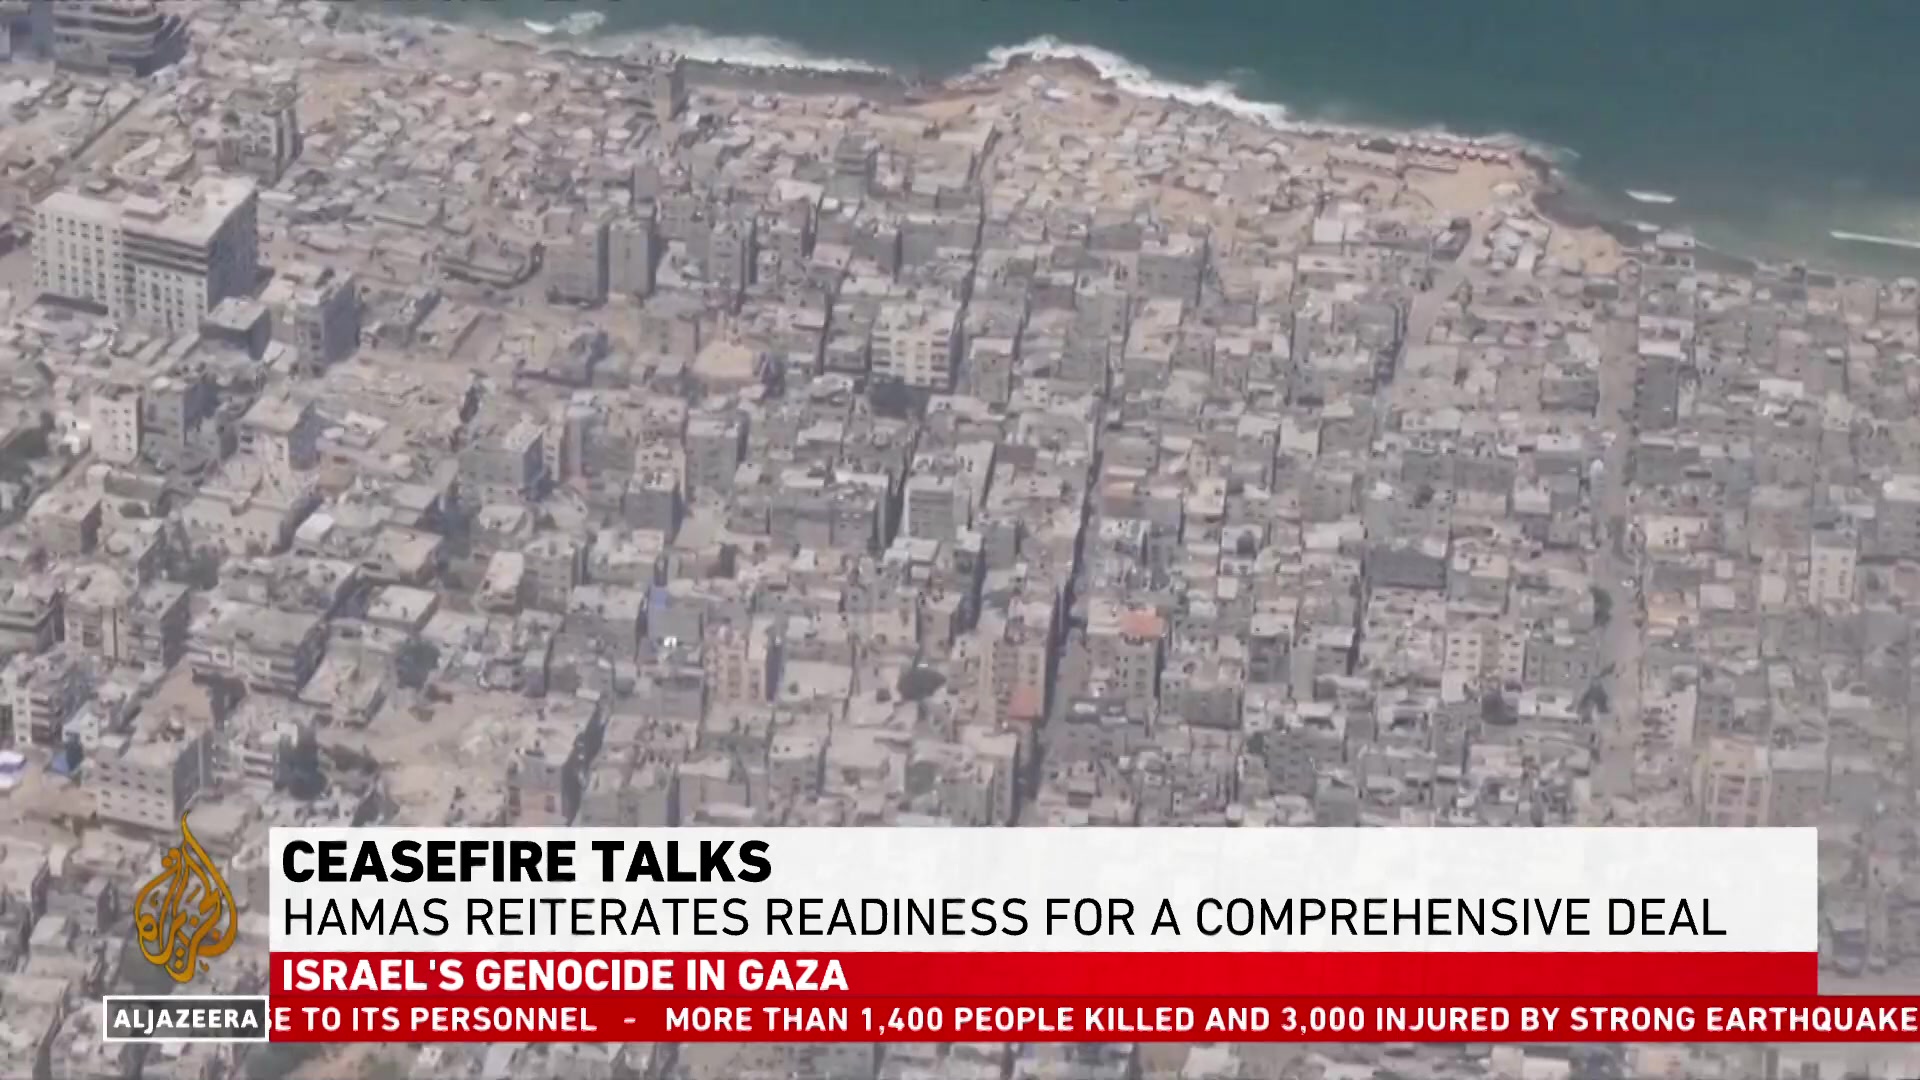 CEASEFIRE TALKS
HAMAS REITERATES READINESS FOR A COMPREHENSIVE DEAL
ISRAEL'S GENOCIDE IN GAZA
ALJAZEERA
E TO ITS PERSONNEL - MORE THAN 1,400 PEOPLE KILLED AND 3,000 INJURED BY STRONG EARTHQUAKE